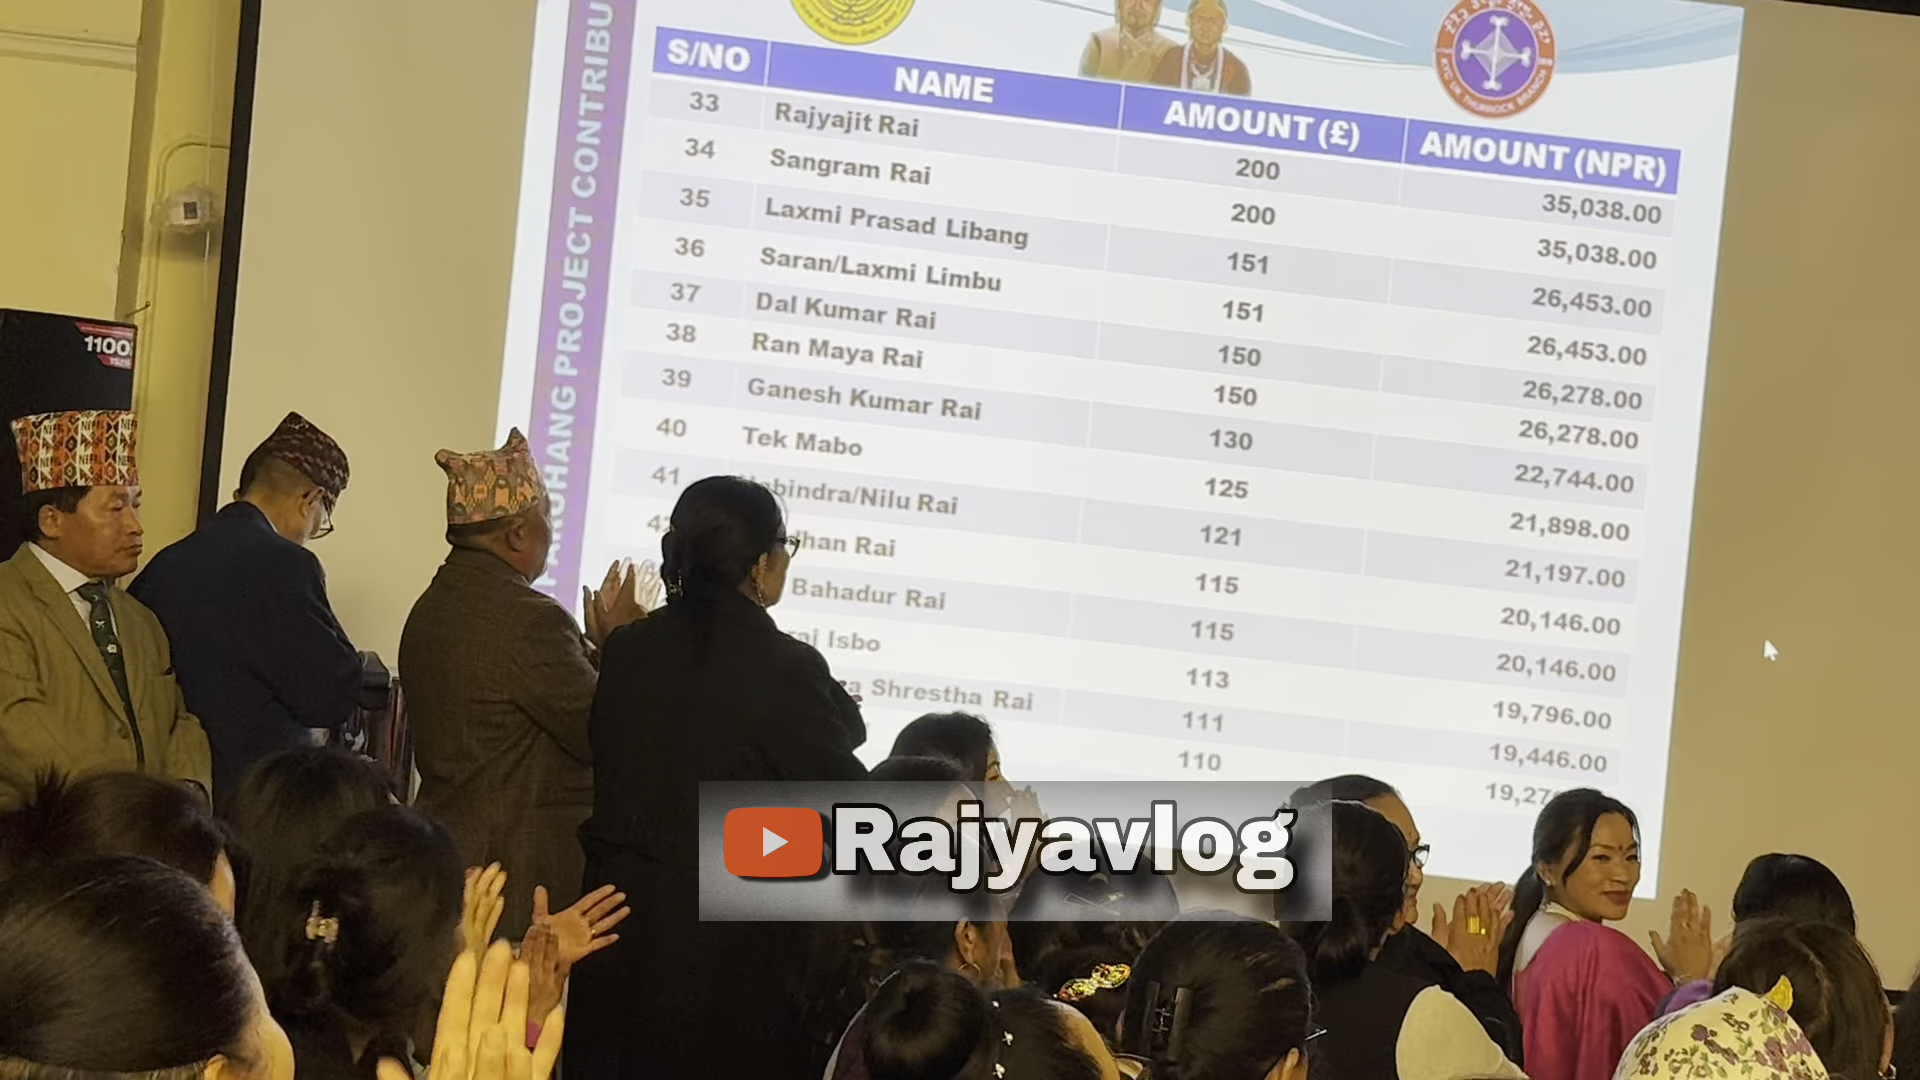 PROJECT CONTRIBU
S/NO NAME AMOUNT (£) AMOUNT (NPR)
33 Rajyajit Rai 200 35,038.00
34 Sangram Rai 200 35,038.00
35 Laxmi Prasad Libang 151 26,453.00
36 Saran/Laxmi Limbu 151 26,453.00
37 Dal Kumar Rai 150 26,278.00
38 Ran Maya Rai 150 26,278.00
39 Ganesh Kumar Rai 130 22,744.00
40 Tek Mabo 125 21,898.00
41 /Nilu Rai 121 21,197.00
Rai 115 20,146.00
Bahadur Rai 115 20,146.00
Isbo 113 19,796.00
Shrestha Rai 111 19,446.00
110
KYC UK THURROCK BRANCH
1100
Rajyavlog